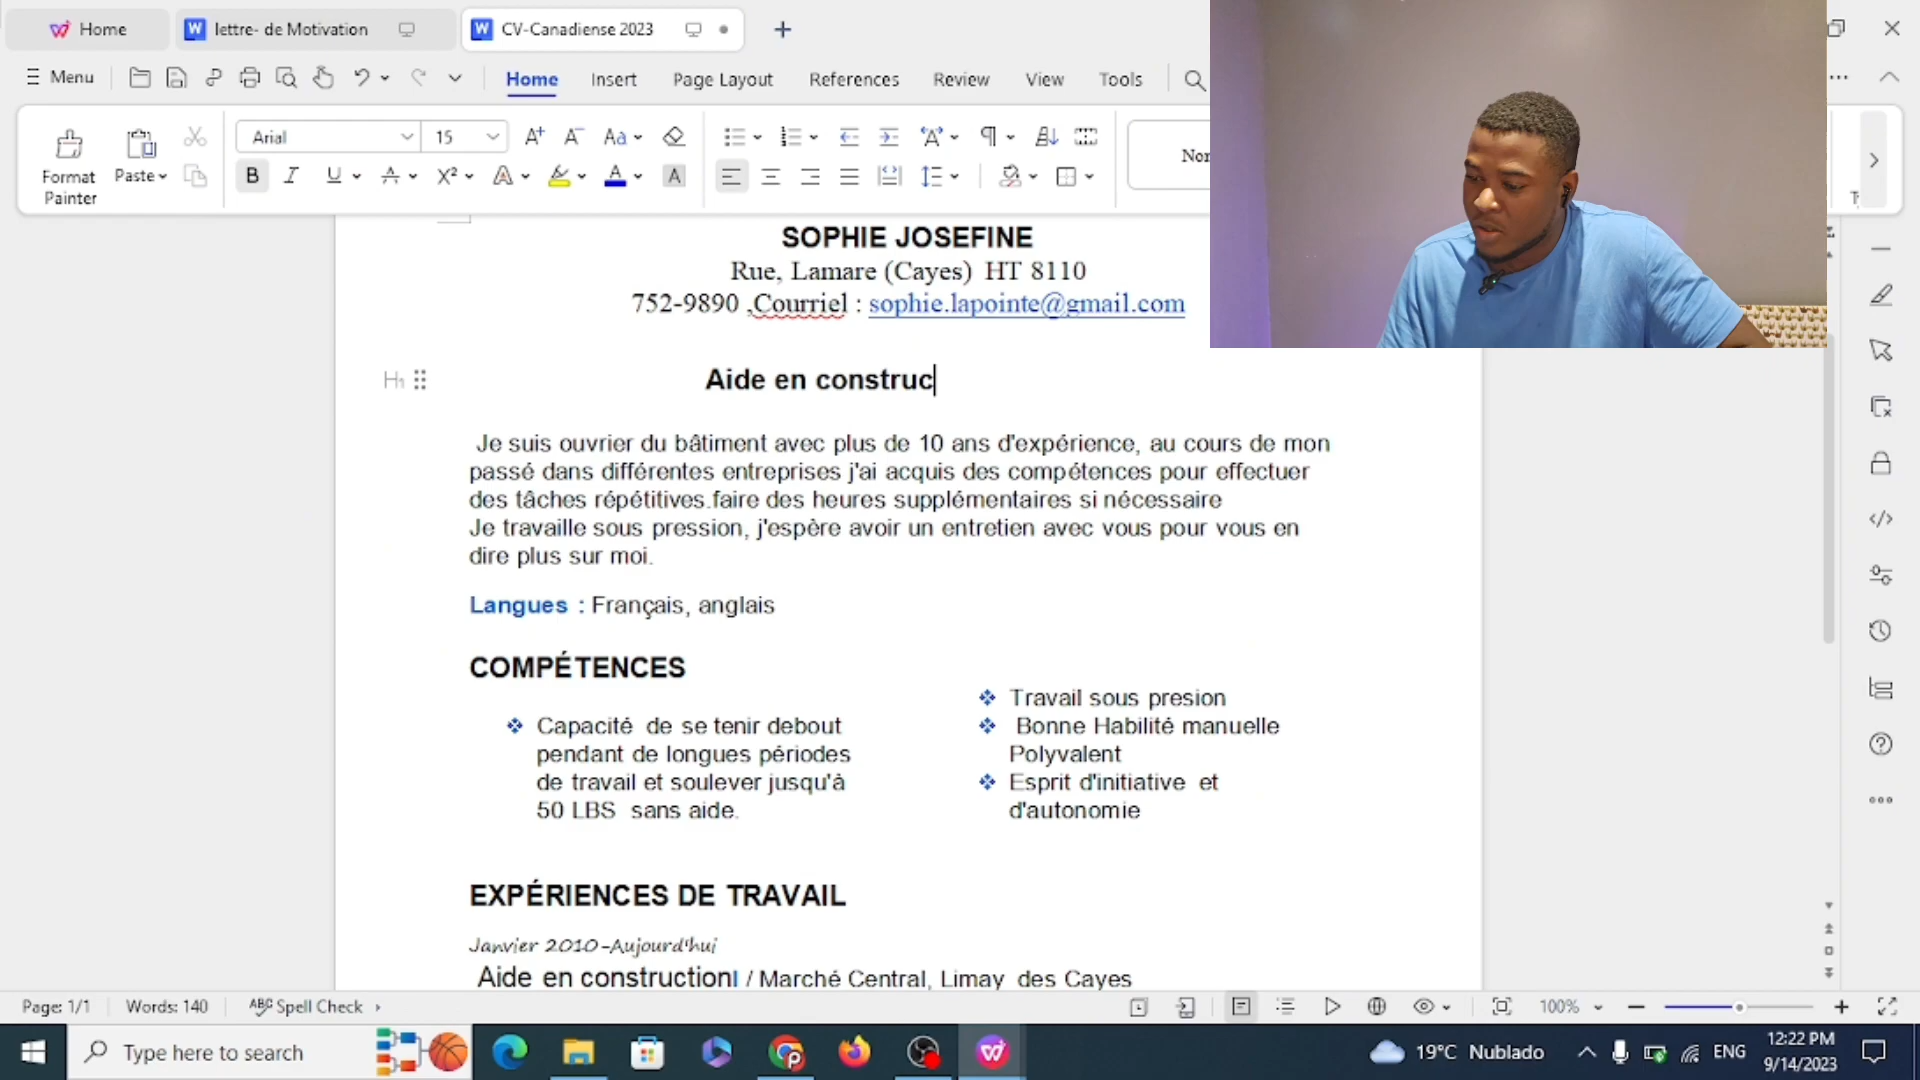 Home
lettre- de Motivation
CV-Canadiense 2023
Menu
Home
Insert
Page Layout
References
Review
View
Tools
Format
Painter
Paste
Arial
15
SOPHIE JOSEFINE
Rue, Lamare (Cayes) HT 8110
752-9890 ,Courriel : sophie.lapointe@gmail.com
H1
Aide en construc
Je suis ouvrier du bâtiment avec plus de 10 ans d'expérience, au cours de mon
passé dans différentes entreprises j'ai acquis des compétences pour effectuer
des tâches répétitives.faire des heures supplémentaires si nécessaire
Je travaille sous pression, j'espère avoir un entretien avec vous pour vous en
dire plus sur moi.
Langues : Français, anglais
COMPÉTENCES
Capacité de se tenir debout
pendant de longues périodes
de travail et soulever jusqu'à
50 LBS sans aide.
Travail sous presion
Bonne Habilité manuelle
Polyvalent
Esprit d'initiative et
d'autonomie
EXPÉRIENCES DE TRAVAIL
Janvier 2010-Aujourd'hui
Aide en constructionl / Marché Central, Limay des Cayes
Page: 1/1
Words: 140
Spell Check
100%
Type here to search
19°C Nublado
ENG
12:22 PM
9/14/2023